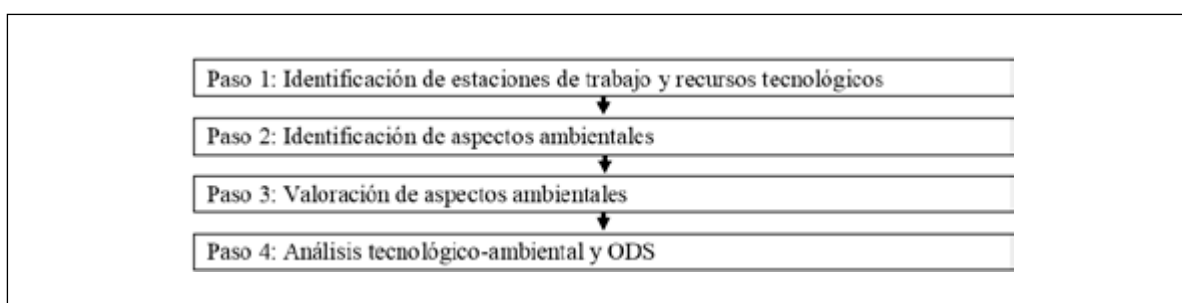 Paso 1: Identificación de estaciones de trabajo y recursos tecnológicos
Paso 2: Identificación de aspectos ambientales
Paso 3: Valoración de aspectos ambientales
Paso 4: Análisis tecnológico-ambiental y ODS